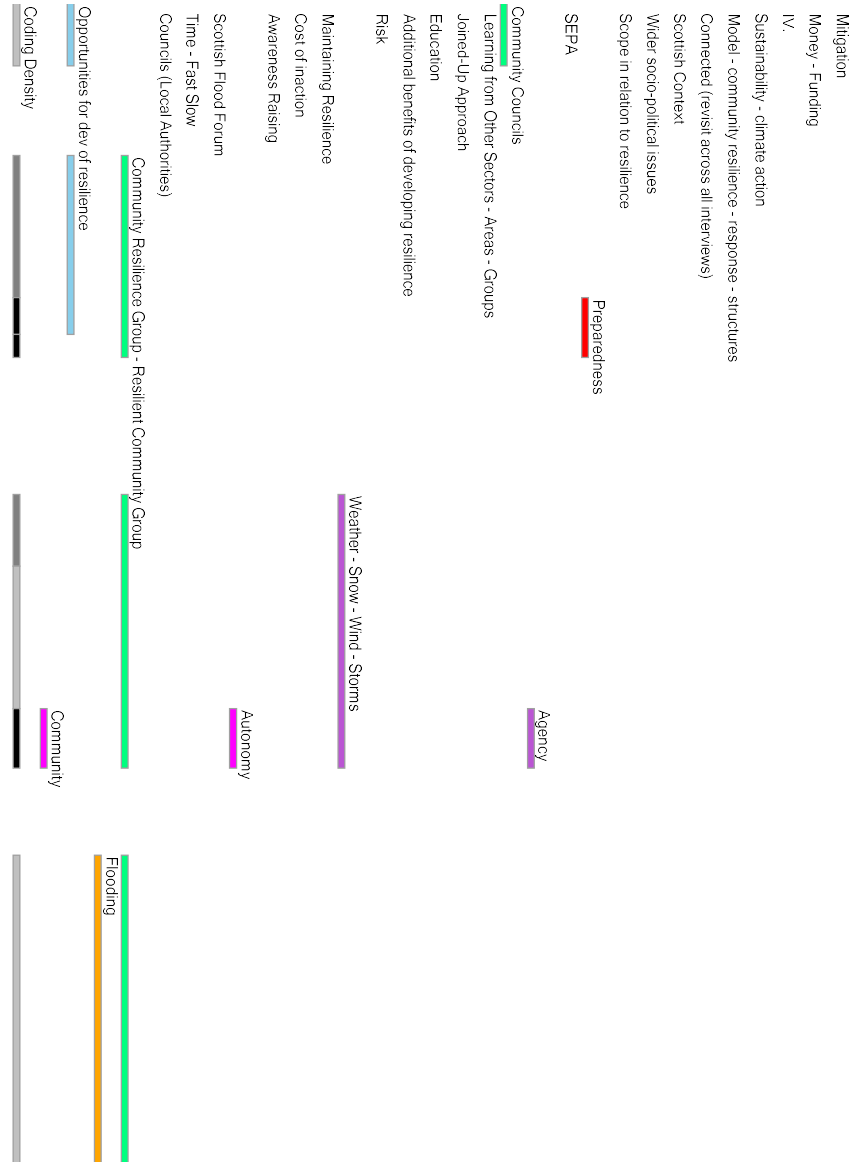 Mitigation
Money - Funding
IV.
Sustainability - climate action
Model - community resilience - response - structures
Connected (revisit across all interviews)
Scottish Context
Wider socio-political issues
Scope in relation to resilience
Preparedness
SEPA
Agency
Community Councils
Learning from Other Sectors - Areas - Groups
Joined-Up Approach
Education
Additional benefits of developing resilience
Risk
Weather - Snow - Wind - Storms
Maintaining Resilience
Cost of inaction
Awareness Raising
Autonomy
Scottish Flood Forum
Time - Fast Slow
Councils (Local Authorities)
Community Resilience Group - Resilient Community Group
Flooding
Opportunities for dev of resilience
Community
Coding Density